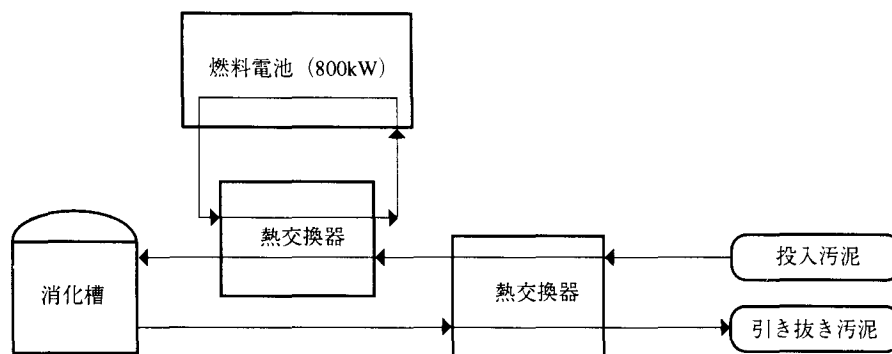 燃料電池（800kW）
熱交換器
投入汚泥
消化槽
熱交換器
引き抜き汚泥